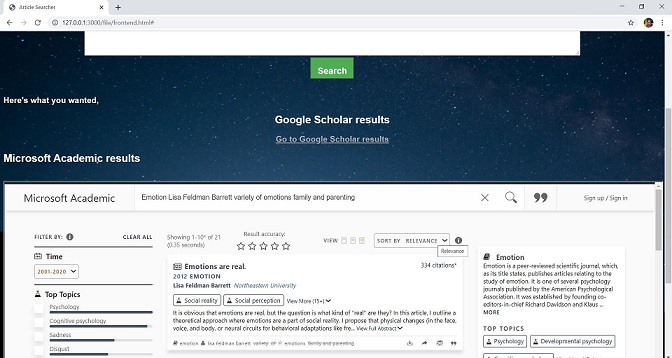 Article Searcher
127.0.0.1:3000/file/frontend.html#
Search
Here's what you wanted,
Google Scholar results
Go to Google Scholar results
Microsoft Academic results
Microsoft Academic
Emotion Lisa Feldman Barrett variety of emotions family and parenting
Sign up / Sign in
FILTER BY:
CLEAR ALL
Showing 1-10* of 21
(0.35 seconds)
Result accuracy:
VIEW
SORT BY RELEVANCE
Relevance
Time
2001-2020
Top Topics
Psychology
Cognitive psychology
Sadness
Disgust
Emotions are real.
334 citations*
2012 EMOTION
Lisa Feldman Barrett Northeastern University
Social reality
Social perception
View More (15+)
It is obvious that emotions are real, but the question is what kind of "real" are they? In this article, I outline a
theoretical approach where emotions are a part of social reality. I propose that physical changes (in the face,
voice, and body, or neural circuits for behavioral adaptations like fre... View Full Abstract
emotion lisa feldman barrett variety of emotions family and parenting
Emotion
Emotion is a peer-reviewed scientific journal, which,
as its title states, publishes articles relating to the
study of emotion. It is one of several psychology
journals published by the American Psychological
Association. It was established by founding co-
editors-in-chief Richard Davidson and Klaus ...
MORE
TOP TOPICS
Psychology
Developmental psychology